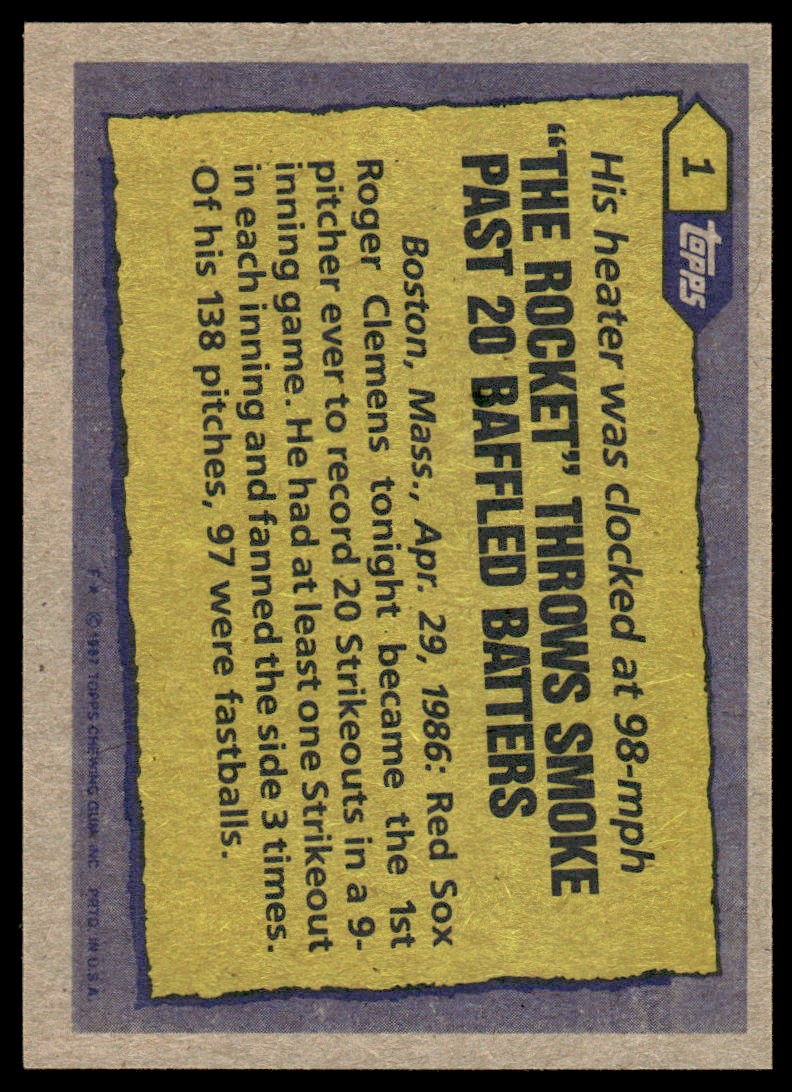 1
topps
His heater was clocked at 98-mph
“THE ROCKET” THROWS SMOKE
PAST 20 BAFFLED BATTERS
Boston, Mass., Apr. 29, 1986: Red Sox
Roger Clemens tonight became the 1st
pitcher ever to record 20 Strikeouts in a 9-
inning game. He had at least one Strikeout
in each inning and fanned the side 3 times.
Of his 138 pitches, 97 were fastballs.
F* © 1987 TOPPS CHEWING GUM, INC. PRTD. IN U.S.A.